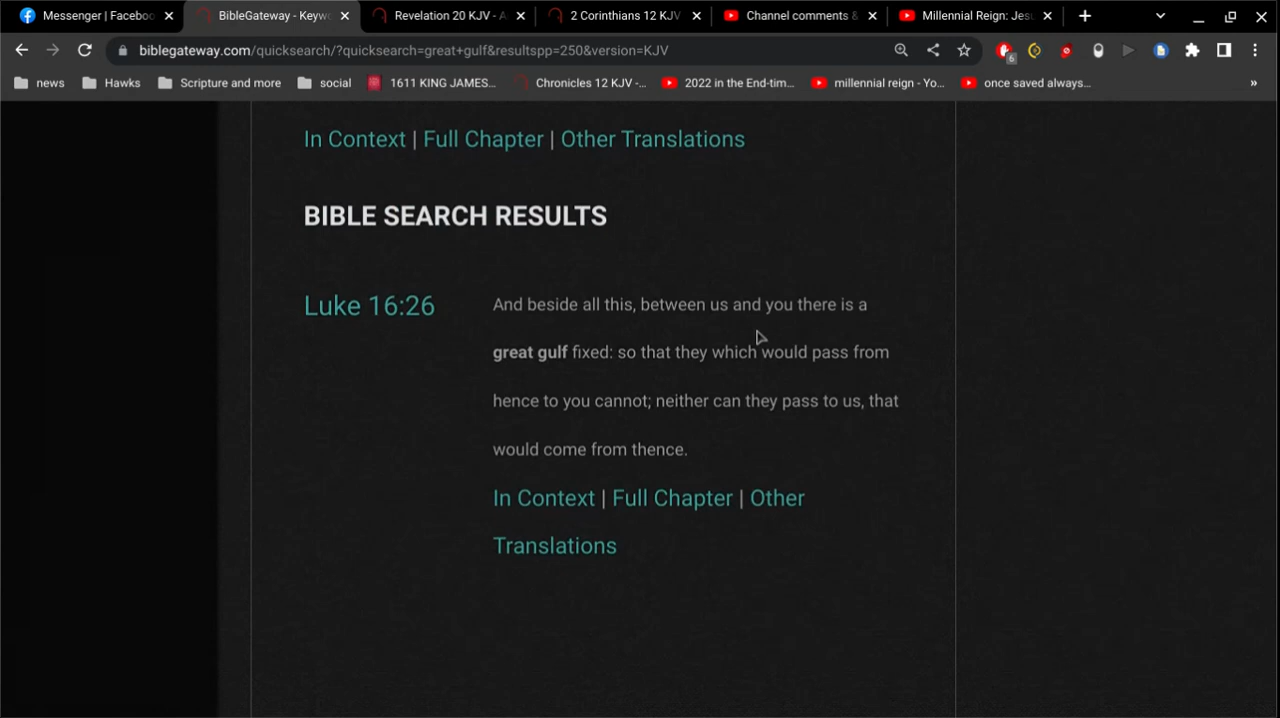 Messenger | Faceboo
BibleGateway - Keyw
Revelation 20 KJV - A
2 Corinthians 12 KJV
Channel comments &
Millennial Reign: Jesu
biblegateway.com/quicksearch/?quicksearch=great+gulf&resultspp=250&version=KJV
6
news
Hawks
Scripture and more
social
1611 KING JAMES...
Chronicles 12 KJV -...
2022 in the End-tim...
millennial reign - Yo...
once saved always...
»
In Context | Full Chapter | Other Translations
BIBLE SEARCH RESULTS
Luke 16:26
And beside all this, between us and you there is a
great gulf fixed: so that they which would pass from
hence to you cannot; neither can they pass to us, that
would come from thence.
In Context | Full Chapter | Other
Translations